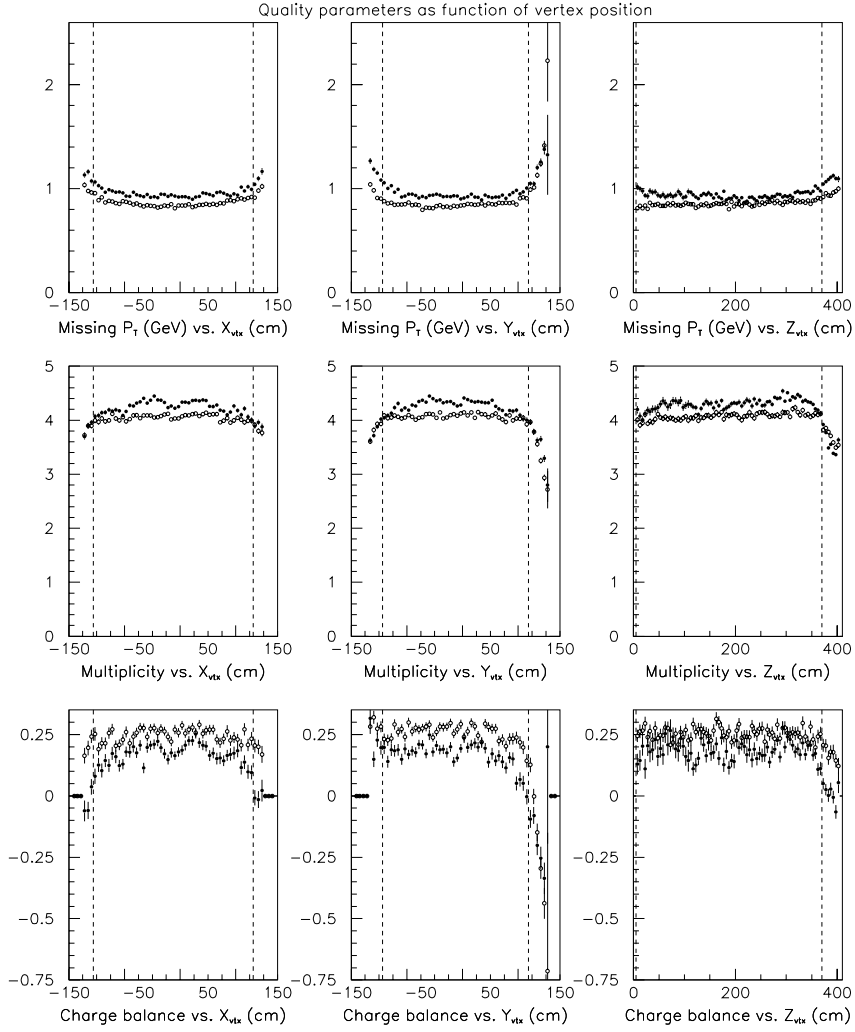 Quality parameters as function of vertex position
2
1
0
−150 −50 50 150
Missing P_T (GeV) vs. X_vtx (cm)
2
1
0
−150 −50 50 150
Missing P_T (GeV) vs. Y_vtx (cm)
2
1
0
0 200 400
Missing P_T (GeV) vs. Z_vtx (cm)
5
4
3
2
1
0
−150 −50 50 150
Multiplicity vs. X_vtx (cm)
5
4
3
2
1
0
−150 −50 50 150
Multiplicity vs. Y_vtx (cm)
5
4
3
2
1
0
0 200 400
Multiplicity vs. Z_vtx (cm)
0.25
0
−0.25
−0.5
−0.75
−150 −50 50 150
Charge balance vs. X_vtx (cm)
0.25
0
−0.25
−0.5
−0.75
−150 −50 50 150
Charge balance vs. Y_vtx (cm)
0.25
0
−0.25
−0.5
−0.75
0 200 400
Charge balance vs. Z_vtx (cm)